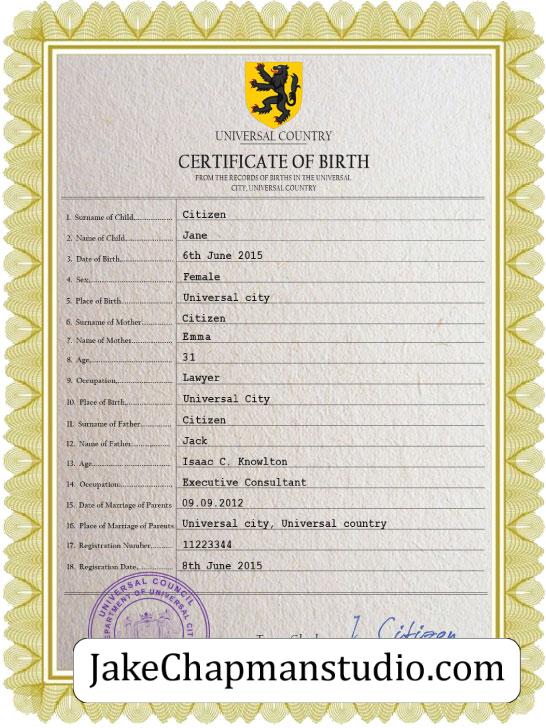 UNIVERSAL COUNTRY
CERTIFICATE OF BIRTH
FROM THE RECORDS OF BIRTHS IN THE UNIVERSAL
CITY, UNIVERSAL COUNTRY
1. Surname of Child................ Citizen
2. Name of Child.................... Jane
3. Date of Birth..................... 6th June 2015
4. Sex................................. Female
5. Place of Birth.................... Universal city
6. Surname of Mother............ Citizen
7. Name of Mother................ Emma
8. Age................................. 31
9. Occupation...................... Lawyer
10. Place of Birth................. Universal City
11. Surname of Father............ Citizen
12. Name of Father................ Jack
13. Age............................... Isaac C. Knowlton
14. Occupation..................... Executive Consultant
15. Date of Marriage of Parents 09.09.2012
16. Place of Marriage of Parents Universal city, Universal country
17. Registration Number.......... 11223344
18. Regisration Date............... 8th June 2015
UNIVERSAL COUNCIL
DEPARTMENT OF UNIVERSAL CITY
J. Citizen
JakeChapmanstudio.com